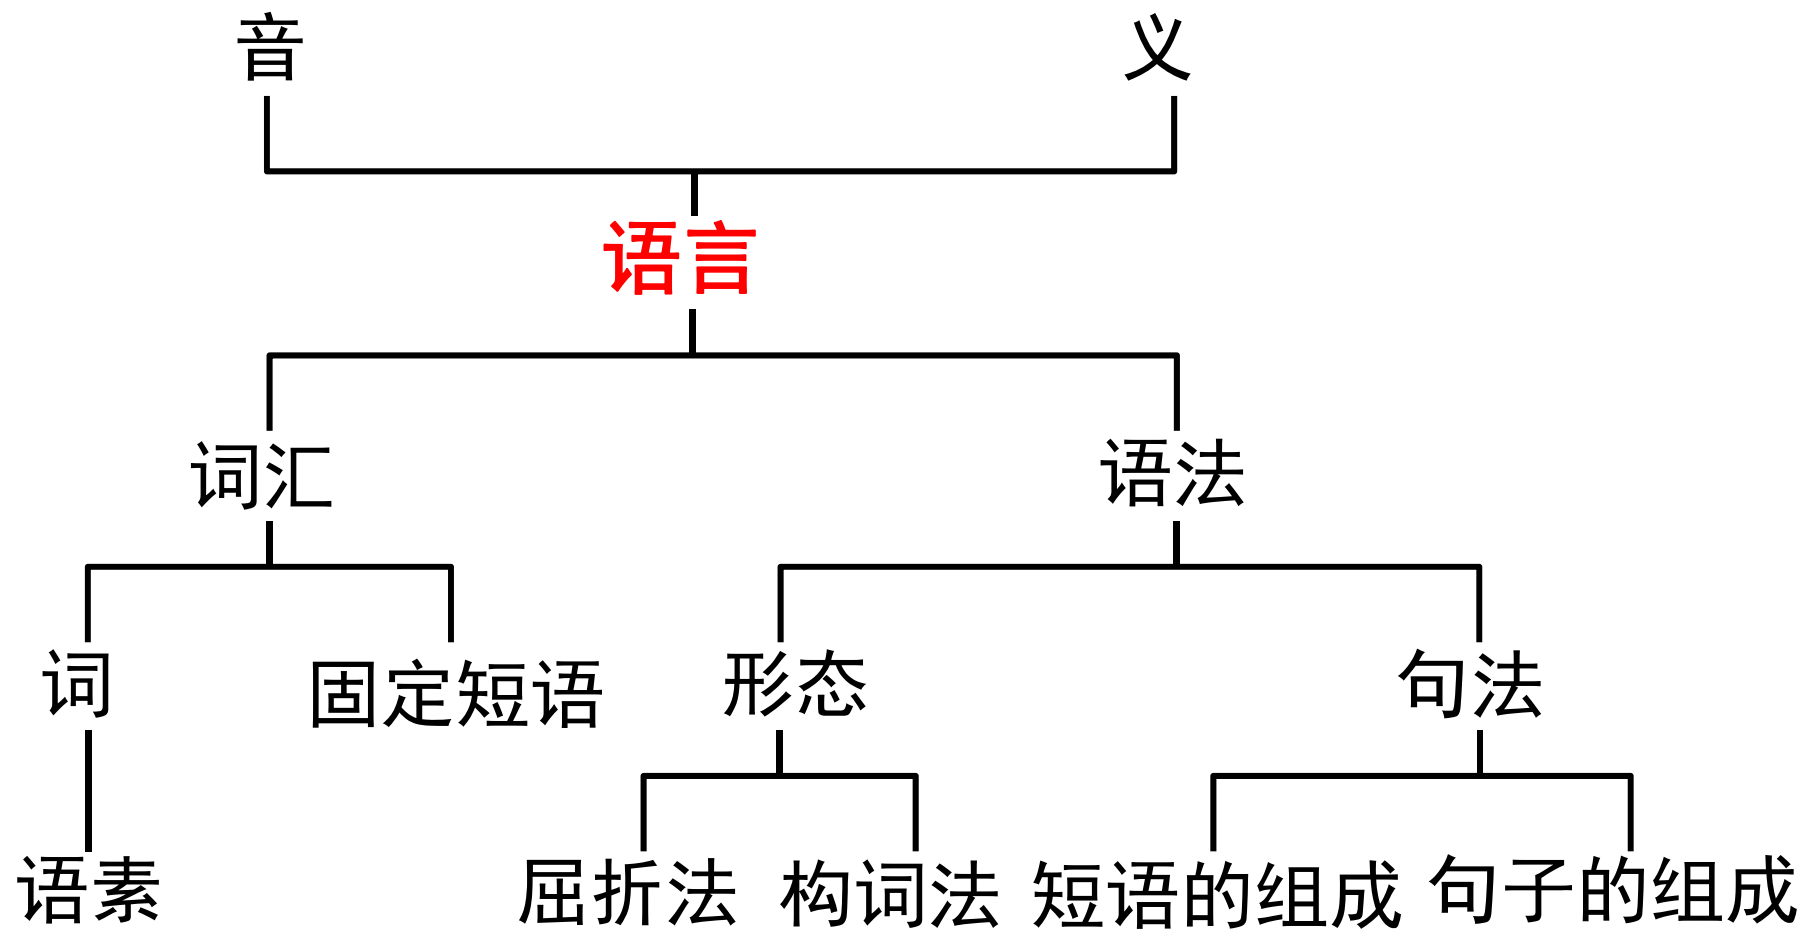 音 义
语言
词汇 语法
词 固定短语 形态 句法
语素 屈折法 构词法 短语的组成 句子的组成